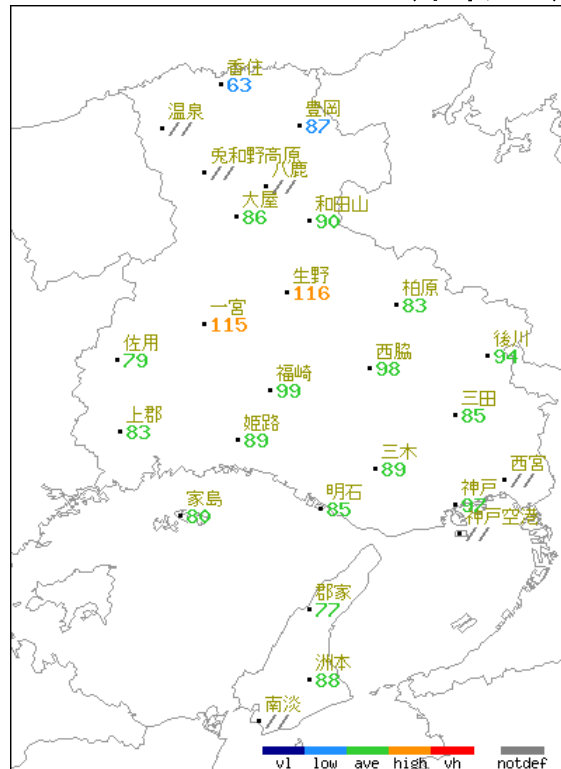 香住
63
温泉
//
豊岡
87
兎和野高原
//
八鹿
//
大屋
86
和田山
90
生野
116
柏原
83
一宮
115
佐用
79
西脇
98
後川
94
福崎
99
三田
85
上郡
83
姫路
89
三木
89
西宮
//
家島
80
明石
85
神戸
97
神戸空港
//
郡家
77
洲本
88
南淡
//
vl low ave high vh notdef